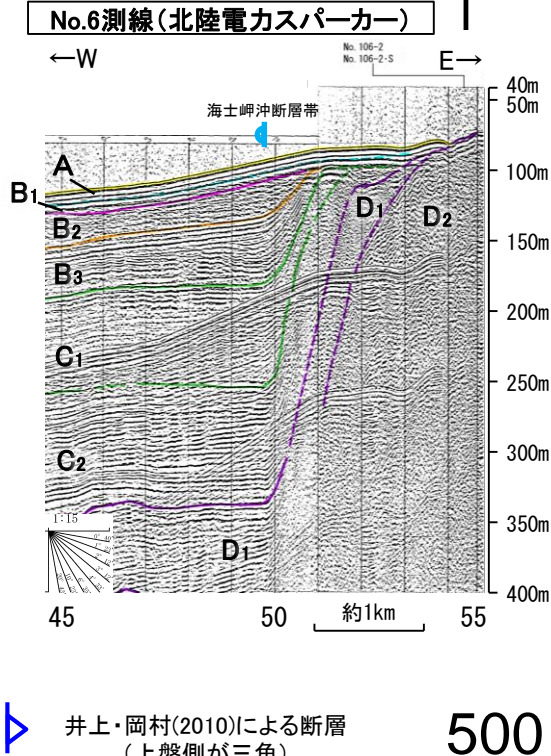 No.6測線(北陸電力スパーカー)
←W
E→
No. 106-2
No. 106-2-S
海士岬沖断層帯
40m
50m
100m
150m
200m
250m
300m
350m
400m
A
B1
B2
B3
C1
C2
D1
D1
D2
1:15
45
50
約1km
55
井上・岡村(2010)による断層
(上盤側が三角)
500